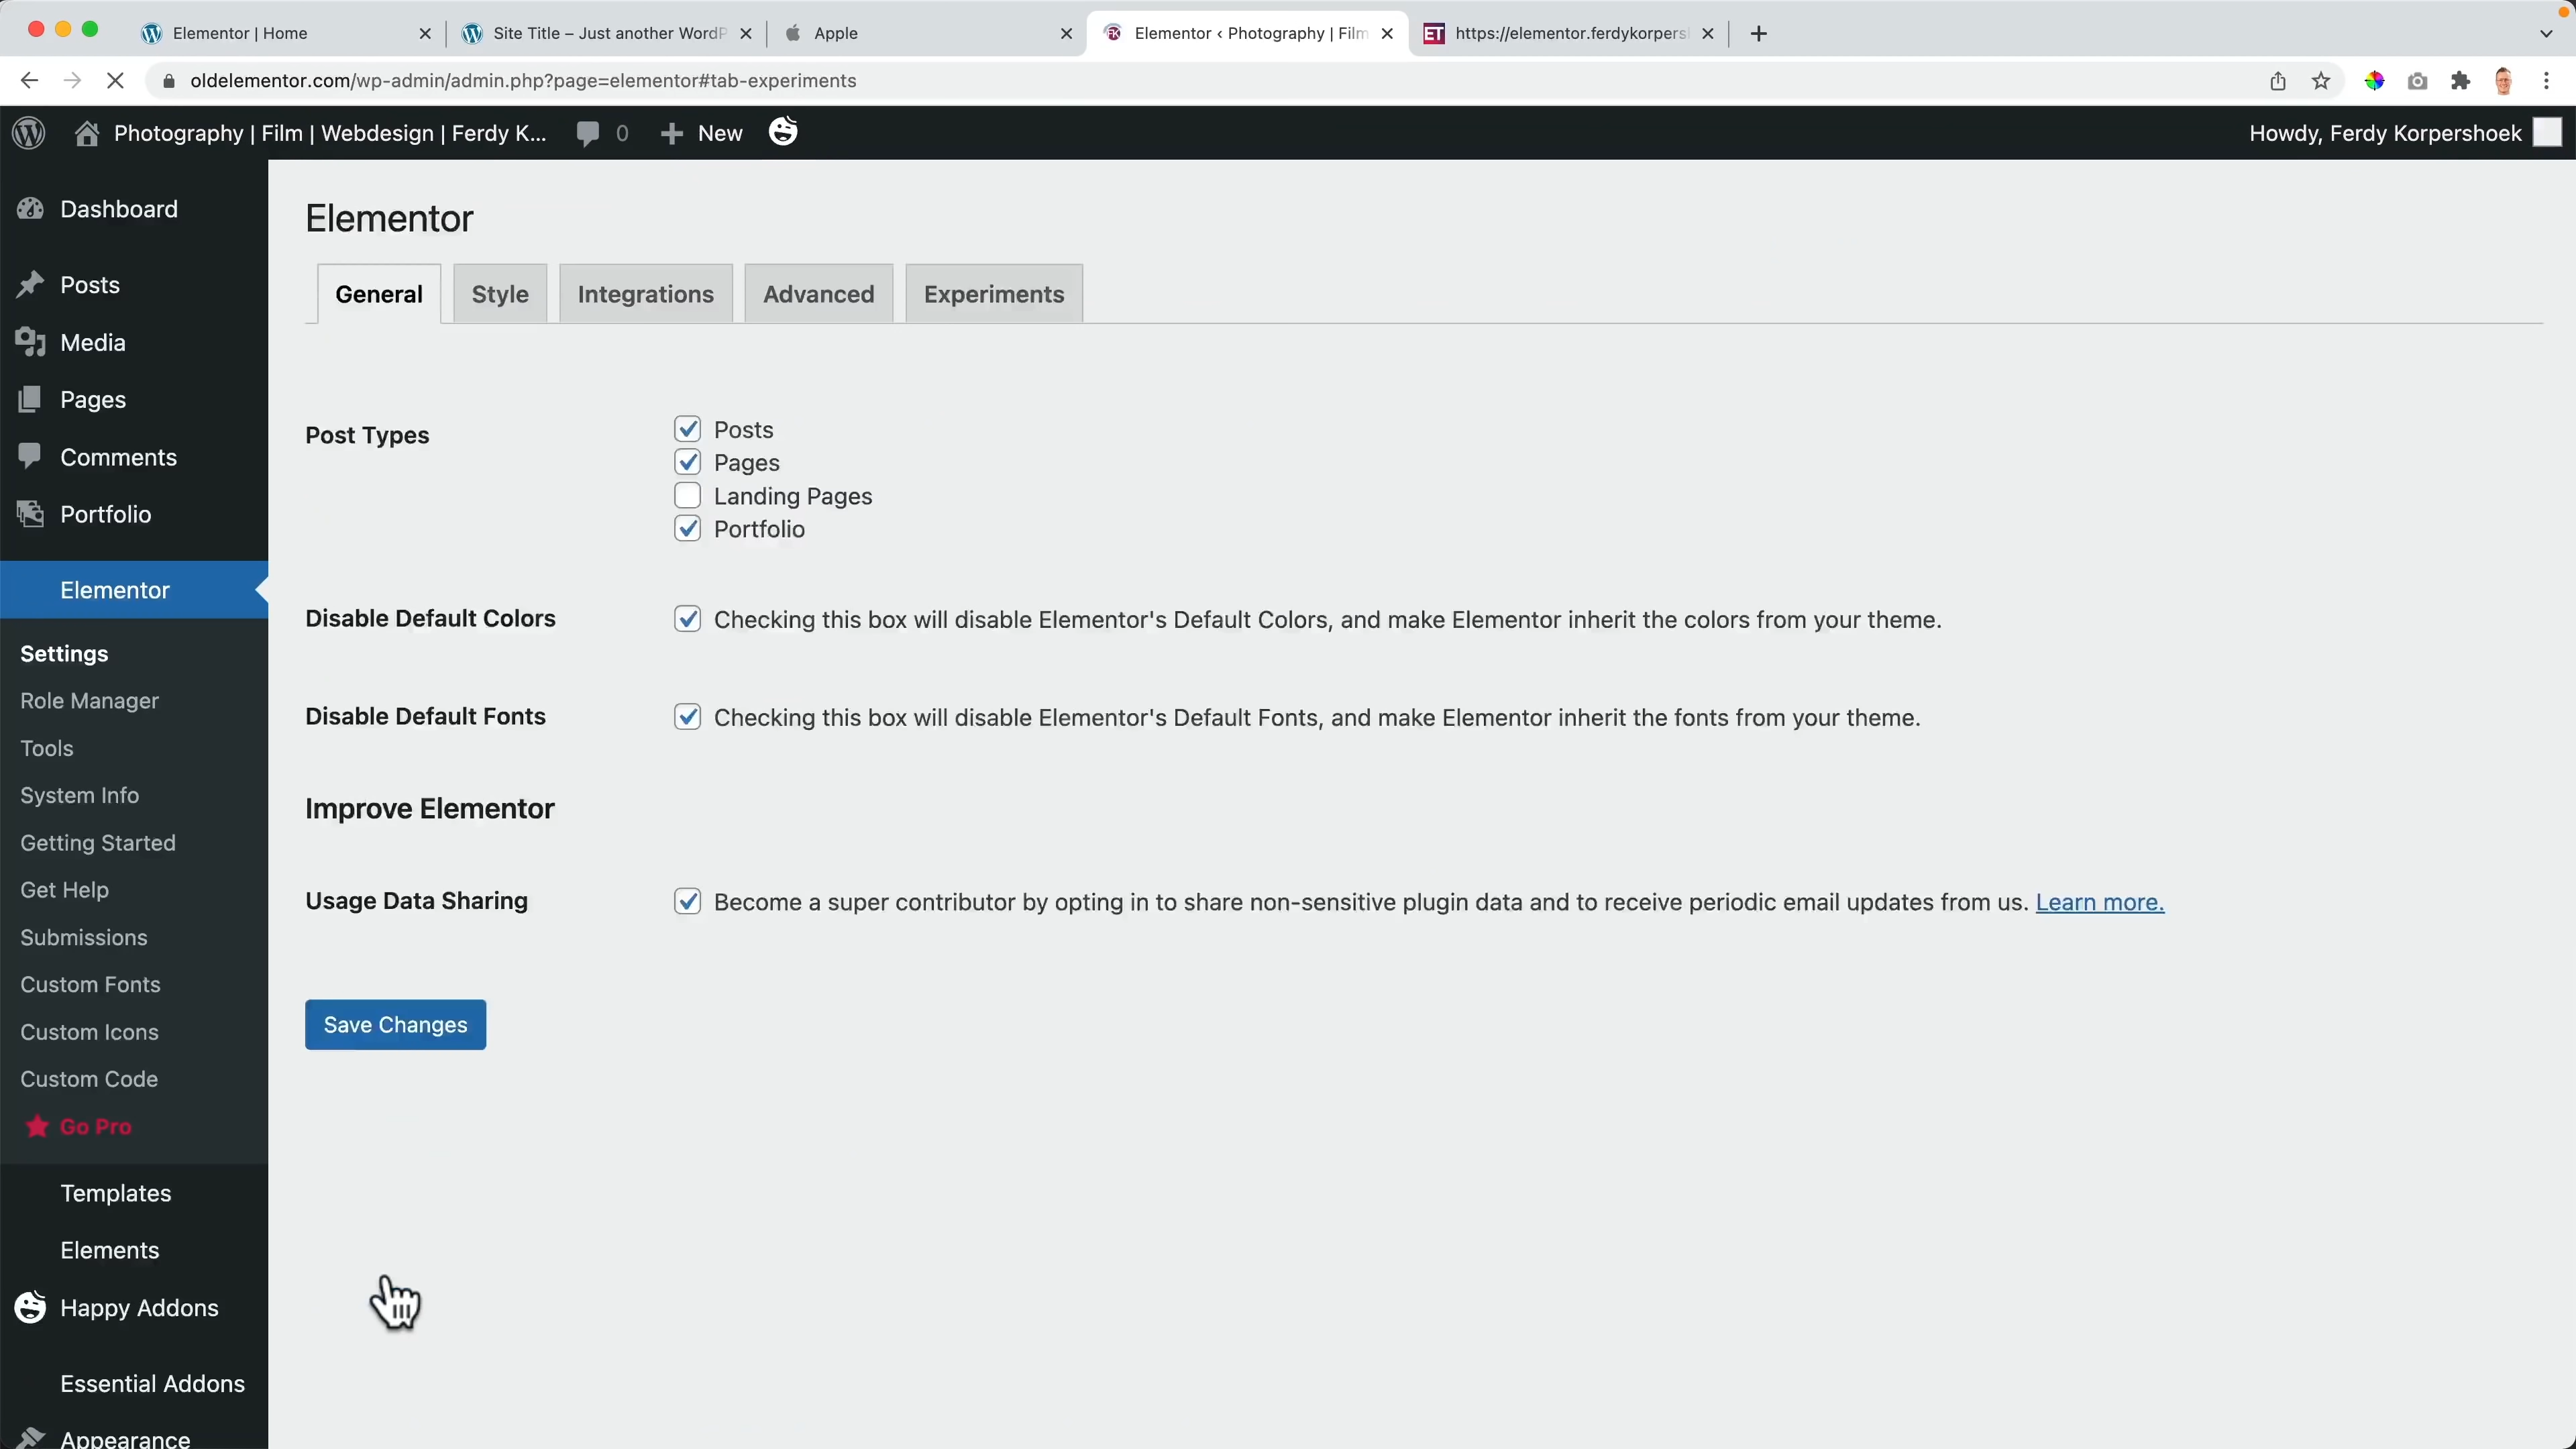 Elementor | Home
Site Title – Just another WordP
Apple
Elementor ‹ Photography | Film
ET
https://elementor.ferdykorpersh
oldelementor.com/wp-admin/admin.php?page=elementor#tab-experiments
Photography | Film | Webdesign | Ferdy K...
0
New
Howdy, Ferdy Korpershoek
Dashboard
Posts
Media
Pages
Comments
Portfolio
Elementor
Settings
Role Manager
Tools
System Info
Getting Started
Get Help
Submissions
Custom Fonts
Custom Icons
Custom Code
Go Pro
Templates
Elements
Happy Addons
Essential Addons
Appearance
Elementor
General
Style
Integrations
Advanced
Experiments
Post Types
Posts
Pages
Landing Pages
Portfolio
Disable Default Colors
Checking this box will disable Elementor's Default Colors, and make Elementor inherit the colors from your theme.
Disable Default Fonts
Checking this box will disable Elementor's Default Fonts, and make Elementor inherit the fonts from your theme.
Improve Elementor
Usage Data Sharing
Become a super contributor by opting in to share non-sensitive plugin data and to receive periodic email updates from us. Learn more.
Save Changes